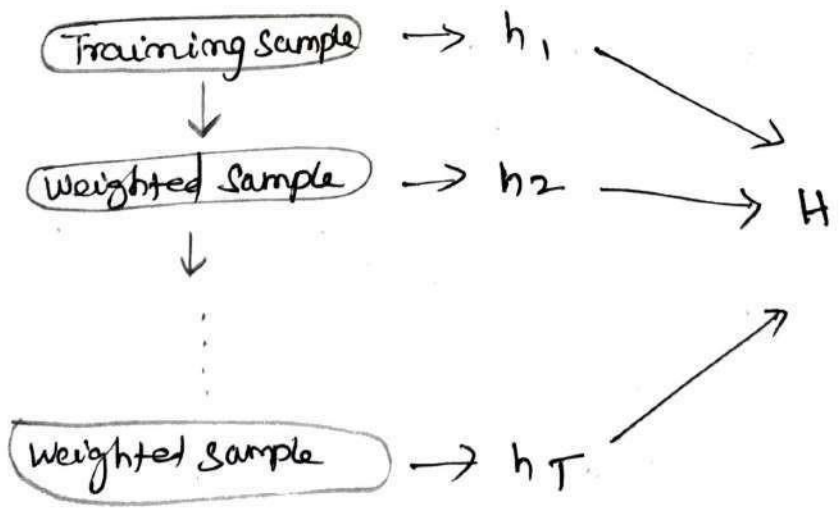 Training Sample → h1
Weighted Sample → h2
H
Weighted Sample → hT